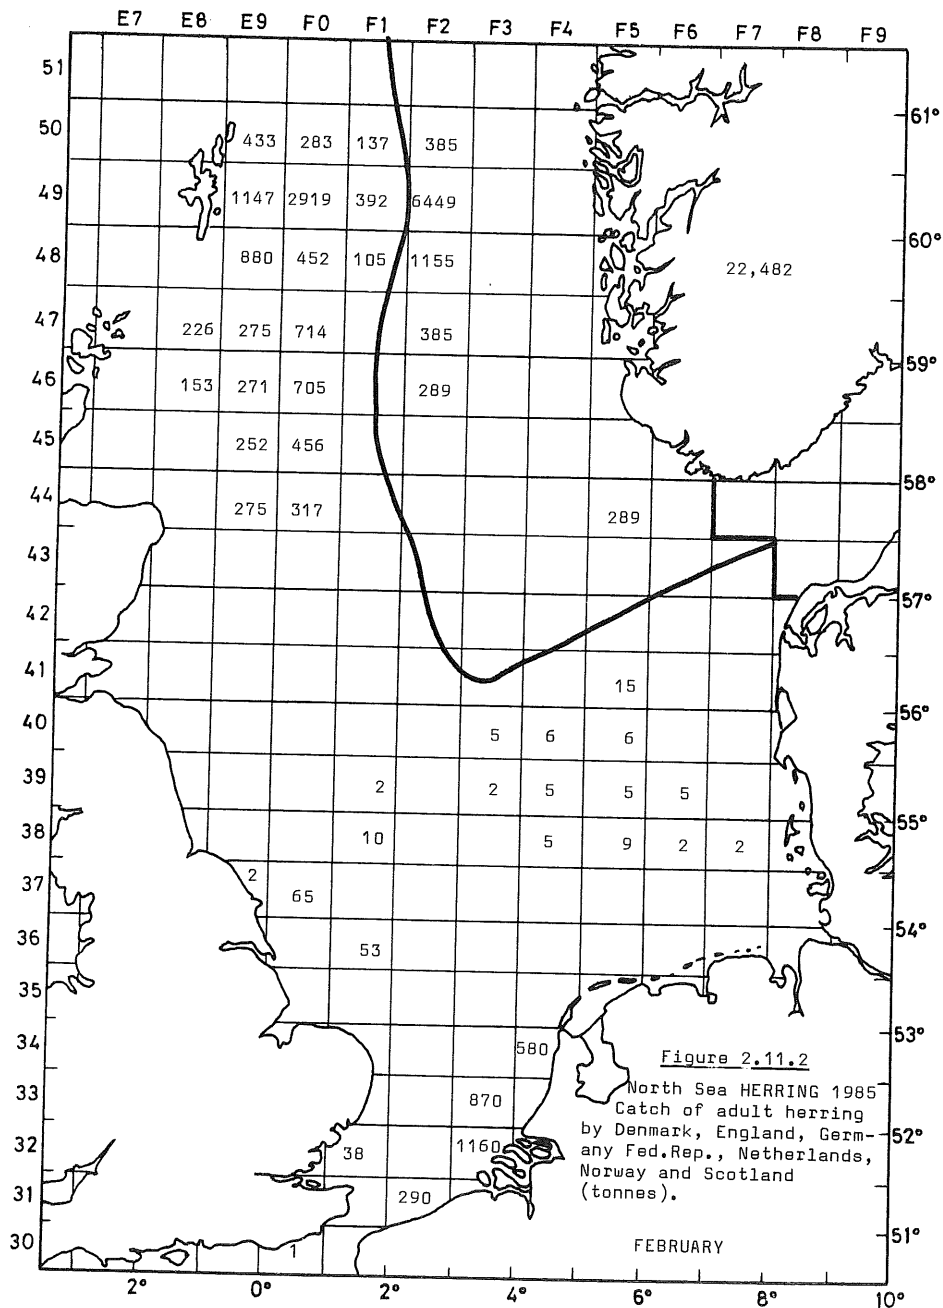 E7 E8 E9 F0 F1 F2 F3 F4 F5 F6 F7 F8 F9
51
61°
50 433 283 137 385
49 1147 2919 392 6449
60°
48 880 452 105 1155 22,482
47 226 275 714 385
59°
46 153 271 705 289
45 252 456
58°
44 275 317 289
43
57°
42
41 15
56°
40 5 6 6
39 2 2 5 5 5
55°
38 10 5 9 2 2
37 2 65
54°
36 53
35
53°
34 580
33 870
52°
32 38 1160
31 290
51°
30 1
2° 0° 2° 4° 6° 8° 10°
Figure 2.11.2
North Sea HERRING 1985
Catch of adult herring
by Denmark, England, Germ-
any Fed.Rep., Netherlands,
Norway and Scotland
(tonnes).
FEBRUARY